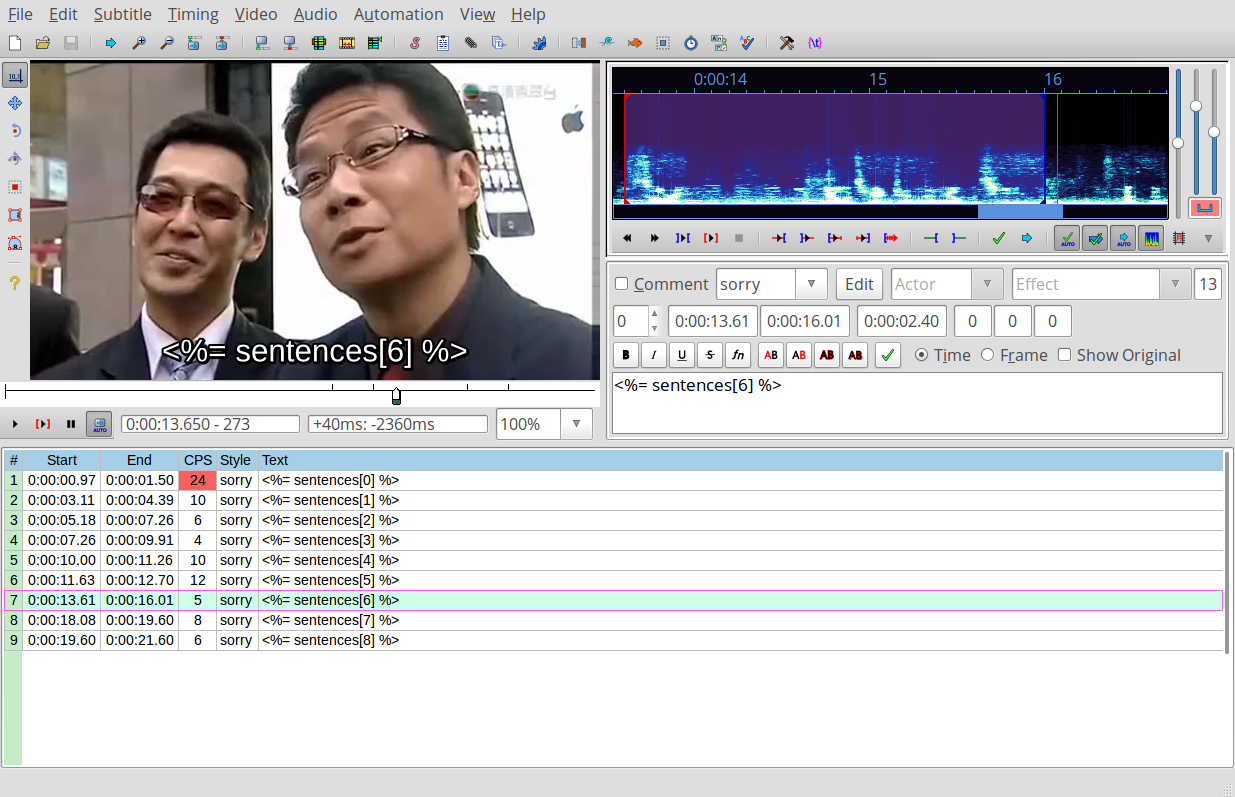 File Edit Subtitle Timing Video Audio Automation View Help
0:00:14 15 16
<%= sentences[6] %>
Comment sorry Edit Actor Effect 13
0 0:00:13.61 0:00:16.01 0:00:02.40 0 0 0
B I U S fn AB AB AB AB Time Frame Show Original
<%= sentences[6] %>
0:00:13.650 - 273 +40ms: -2360ms 100%
# Start End CPS Style Text
1 0:00:00.97 0:00:01.50 24 sorry <%= sentences[0] %>
2 0:00:03.11 0:00:04.39 10 sorry <%= sentences[1] %>
3 0:00:05.18 0:00:07.26 6 sorry <%= sentences[2] %>
4 0:00:07.26 0:00:09.91 4 sorry <%= sentences[3] %>
5 0:00:10.00 0:00:11.26 10 sorry <%= sentences[4] %>
6 0:00:11.63 0:00:12.70 12 sorry <%= sentences[5] %>
7 0:00:13.61 0:00:16.01 5 sorry <%= sentences[6] %>
8 0:00:18.08 0:00:19.60 8 sorry <%= sentences[7] %>
9 0:00:19.60 0:00:21.60 6 sorry <%= sentences[8] %>